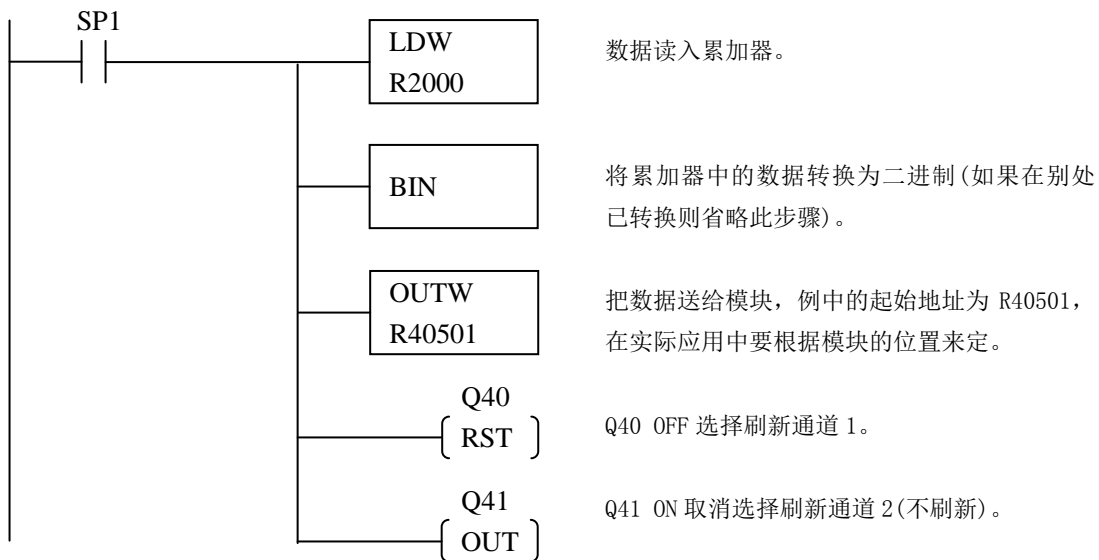 SP1
LDW
R2000
数据读入累加器。
BIN
将累加器中的数据转换为二进制(如果在别处
已转换则省略此步骤)。
OUTW
R40501
把数据送给模块，例中的起始地址为 R40501，
在实际应用中要根据模块的位置来定。
Q40
RST
Q40 OFF 选择刷新通道 1。
Q41
OUT
Q41 ON 取消选择刷新通道 2(不刷新)。